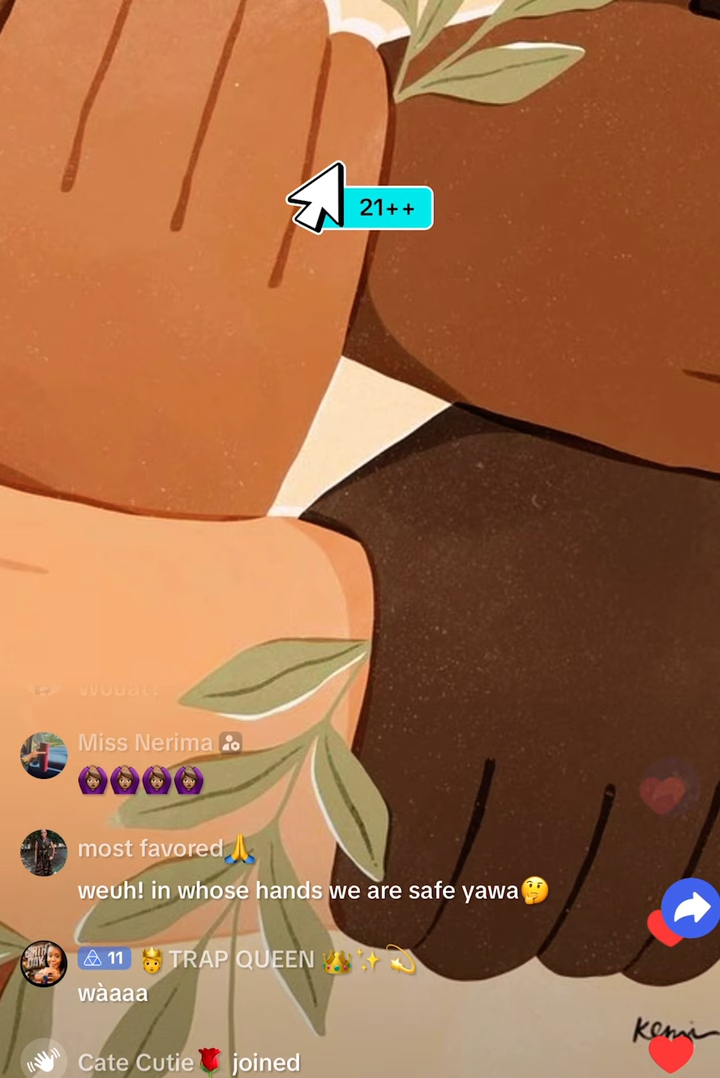 21++
Miss Nerima
🙆🏽‍♀️🙆🏽‍♀️🙆🏽‍♀️🙆🏽‍♀️
most favored🙏
weuh! in whose hands we are safe yawa🤔
11 🤴TRAP QUEEN 👑✨💫
wàaaa
Cate Cutie🌹 joined